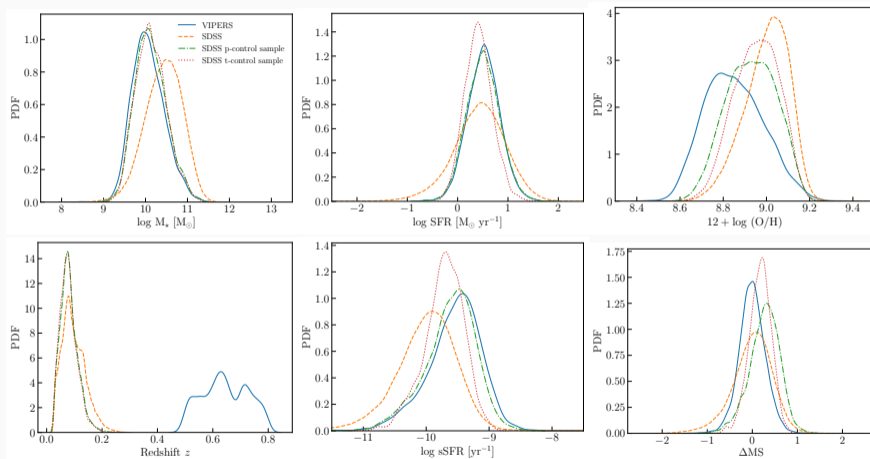 VIPERS
SDSS
SDSS p-control sample
SDSS t-control sample
PDF
1.0
0.8
0.6
0.4
0.2
0.0
8 9 10 11 12 13
log M⋆ [M⊙]
PDF
1.4
1.2
1.0
0.8
0.6
0.4
0.2
0.0
−2 −1 0 1 2
log SFR [M⊙ yr⁻¹]
PDF
4
3
2
1
0
8.4 8.6 8.8 9.0 9.2 9.4
12 + log (O/H)
PDF
14
12
10
8
6
4
2
0
0.0 0.2 0.4 0.6 0.8
Redshift z
PDF
1.4
1.2
1.0
0.8
0.6
0.4
0.2
0.0
−11 −10 −9 −8
log sSFR [yr⁻¹]
PDF
1.75
1.50
1.25
1.00
0.75
0.50
0.25
0.00
−2 −1 0 1 2
ΔMS